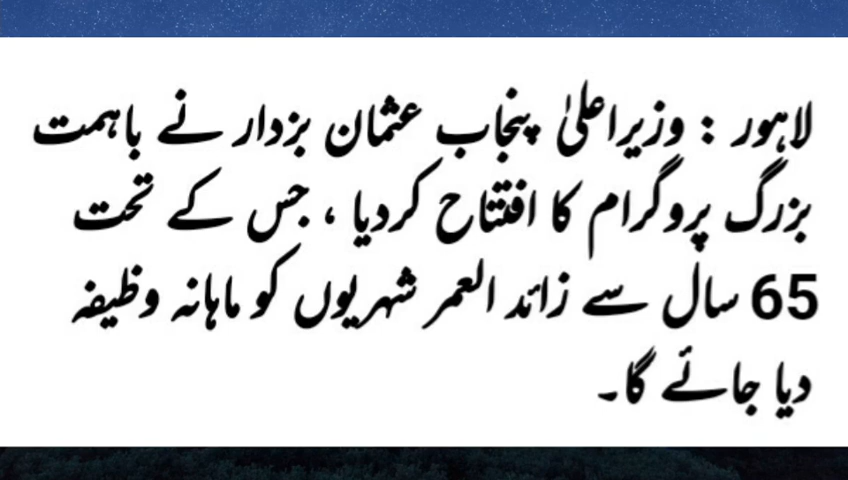 لاہور : وزیراعلیٰ پنجاب عثمان بزدار نے باہمت
بزرگ پروگرام کا افتتاح کردیا ، جس کے تحت
65 سال سے زائد العمر شہریوں کو ماہانہ وظیفہ
دیا جائے گا۔